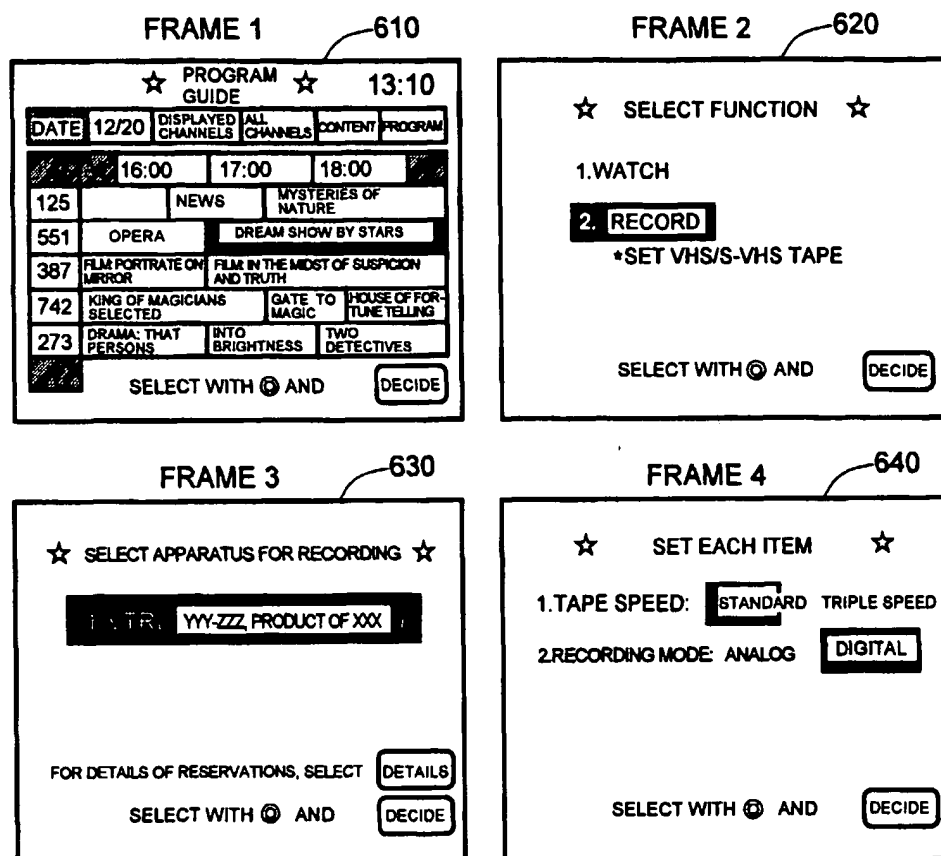 FRAME 1
610
☆ PROGRAM GUIDE ☆ 13:10
DATE 12/20 DISPLAYED CHANNELS ALL CHANNELS CONTENT PROGRAM
16:00 17:00 18:00
125 NEWS MYSTERIES OF NATURE
551 OPERA DREAM SHOW BY STARS
387 FILM: PORTRATE ON MIRROR FILM: IN THE MIDST OF SUSPICION AND TRUTH
742 KING OF MAGICIANS SELECTED GATE TO MAGIC HOUSE OF FOR-TUNE TELLING
273 DRAMA: THAT PERSONS INTO BRIGHTNESS TWO DETECTIVES
SELECT WITH ◎ AND DECIDE
FRAME 2
620
☆ SELECT FUNCTION ☆
1.WATCH
2. RECORD
*SET VHS/S-VHS TAPE
SELECT WITH ◎ AND DECIDE
FRAME 3
630
☆ SELECT APPARATUS FOR RECORDING ☆
YYY-ZZZ, PRODUCT OF XXX
FOR DETAILS OF RESERVATIONS, SELECT DETAILS
SELECT WITH ◎ AND DECIDE
FRAME 4
640
☆ SET EACH ITEM ☆
1.TAPE SPEED: STANDARD TRIPLE SPEED
2.RECORDING MODE: ANALOG DIGITAL
SELECT WITH ◎ AND DECIDE